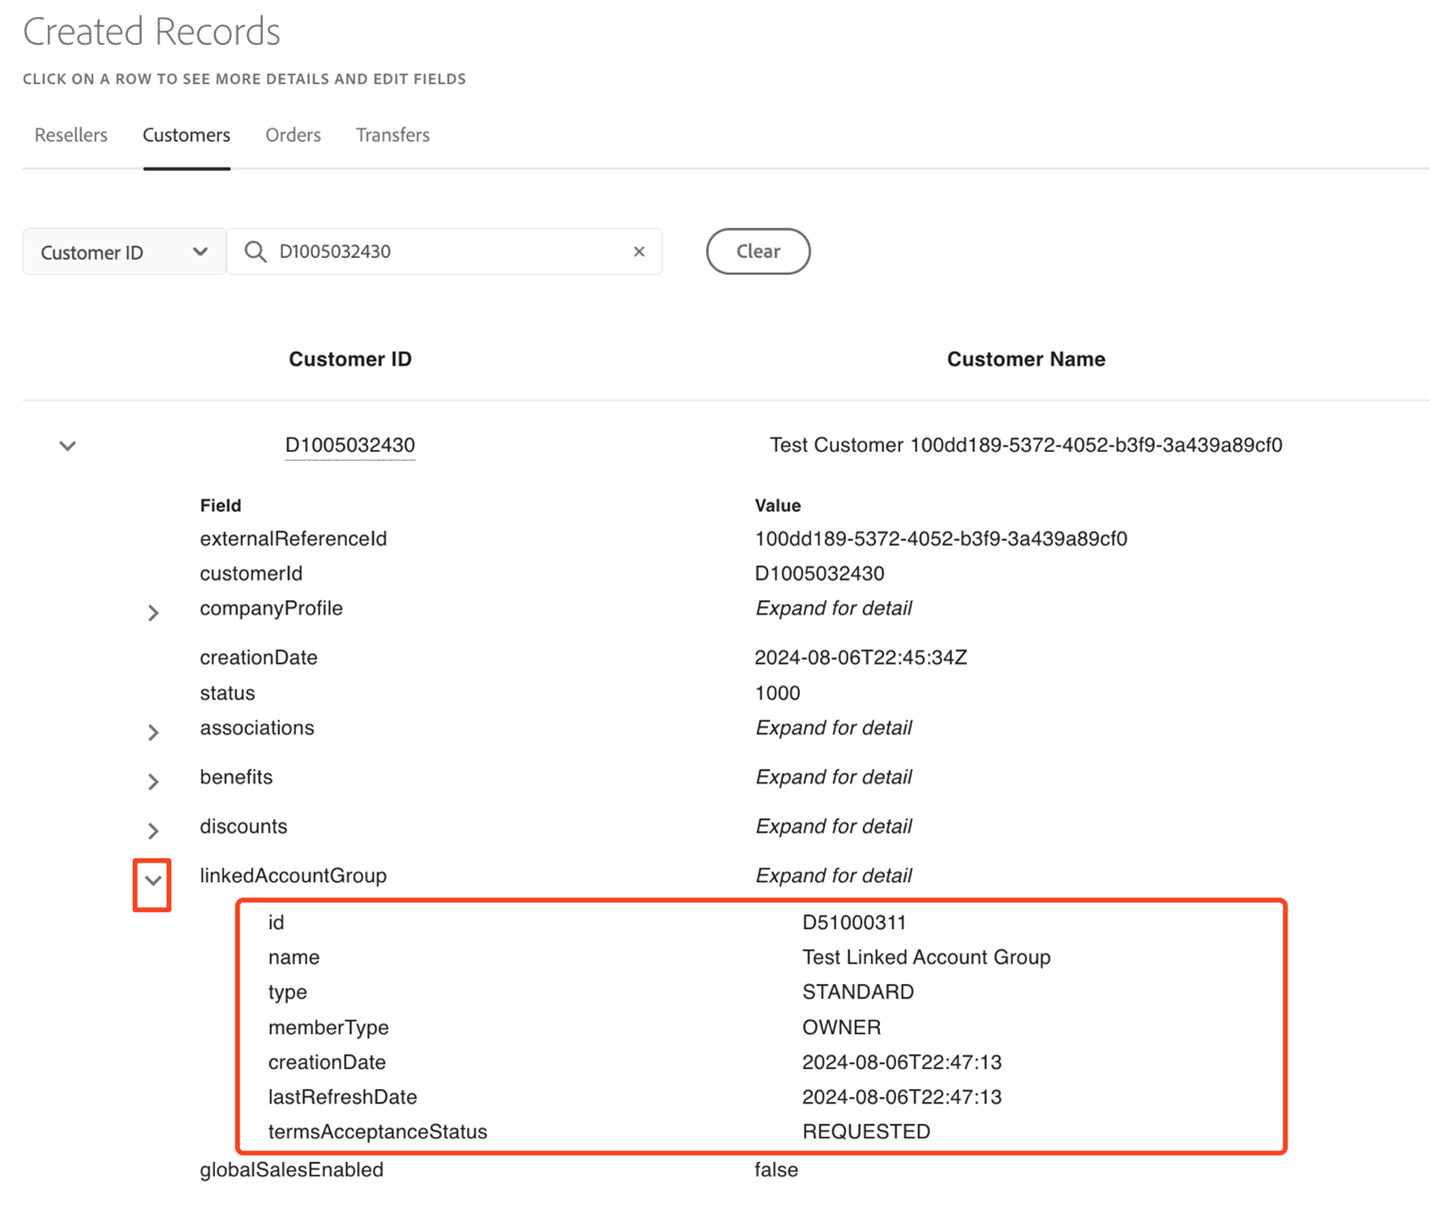 Created Records
CLICK ON A ROW TO SEE MORE DETAILS AND EDIT FIELDS
Resellers Customers Orders Transfers
Customer ID D1005032430 × Clear
Customer ID Customer Name
D1005032430 Test Customer 100dd189-5372-4052-b3f9-3a439a89cf0
Field Value
externalReferenceId 100dd189-5372-4052-b3f9-3a439a89cf0
customerId D1005032430
companyProfile Expand for detail
creationDate 2024-08-06T22:45:34Z
status 1000
associations Expand for detail
benefits Expand for detail
discounts Expand for detail
linkedAccountGroup Expand for detail
id D51000311
name Test Linked Account Group
type STANDARD
memberType OWNER
creationDate 2024-08-06T22:47:13
lastRefreshDate 2024-08-06T22:47:13
termsAcceptanceStatus REQUESTED
globalSalesEnabled false